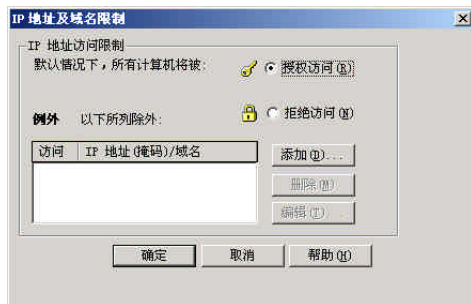 IP 地址及域名限制
IP 地址访问限制
默认情况下，所有计算机将被： 授权访问(R)
例外 以下所列除外： 拒绝访问(N)
访问 IP 地址(掩码)/域名
添加(D)...
删除(M)
编辑(T)...
确定 取消 帮助(H)